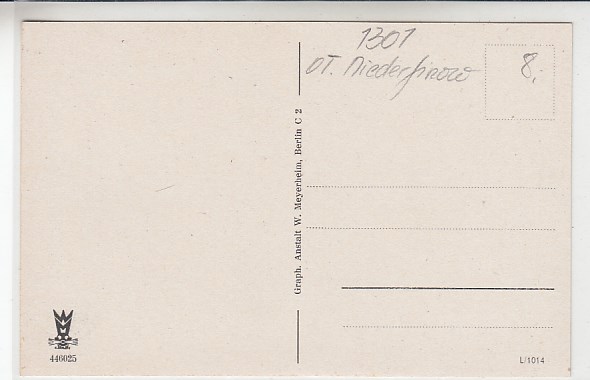 1301
OT. Niederfinow
8,-
Graph. Anstalt W. Meyerheim, Berlin C 2
446025
L/1014